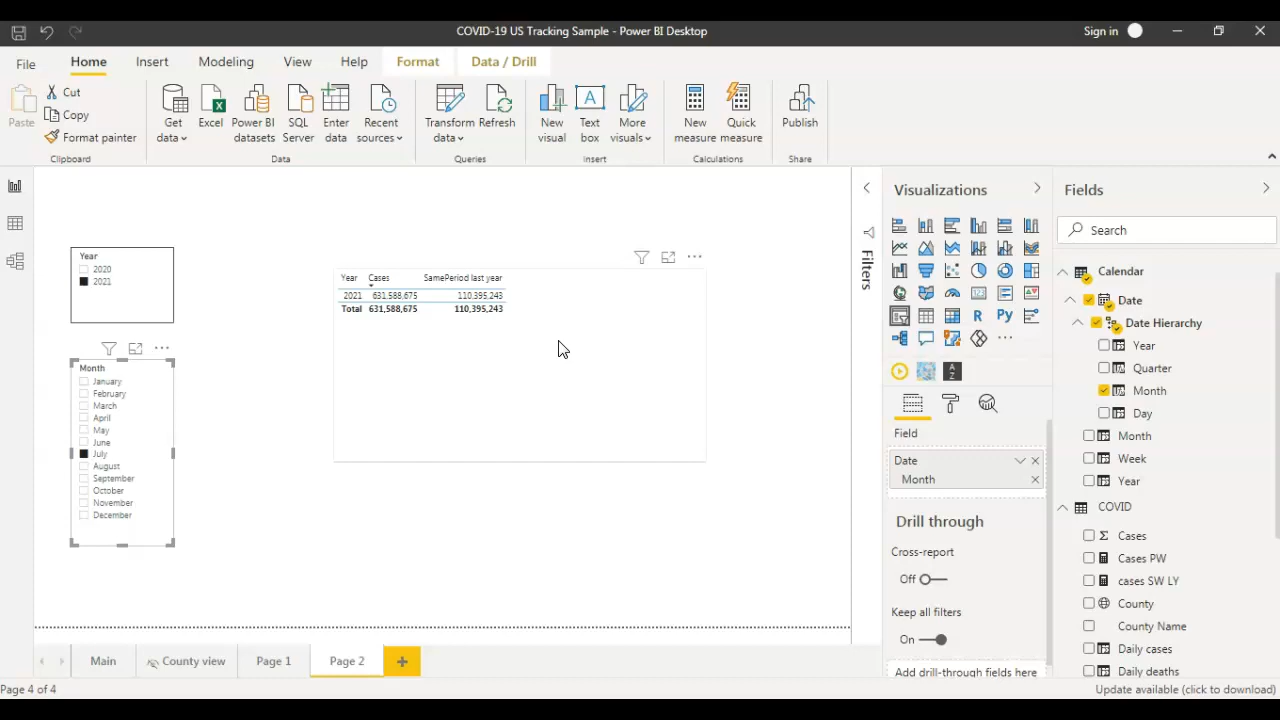 COVID-19 US Tracking Sample - Power BI Desktop
Sign in
File
Home
Insert
Modeling
View
Help
Format
Data / Drill
Paste
Cut
Copy
Format painter
Clipboard
Get data
Excel
Power BI datasets
SQL Server
Enter data
Recent sources
Data
Transform data
Refresh
Queries
New visual
Text box
More visuals
Insert
New measure
Quick measure
Calculations
Publish
Share
Year
2020
2021
Month
January
February
March
April
May
June
July
August
September
October
November
December
Year Cases SamePeriod last year
2021 631,588,675 110,395,243
Total 631,588,675 110,395,243
Filters
Visualizations
R
Py
A
Z
Field
Date
Month
Drill through
Cross-report
Off
Keep all filters
On
Add drill-through fields here
Fields
Search
Calendar
Date
Date Hierarchy
Year
Quarter
Month
Day
Month
Week
Year
COVID
Cases
Cases PW
cases SW LY
County
County Name
Daily cases
Daily deaths
Main
County view
Page 1
Page 2
Page 4 of 4
Update available (click to download)